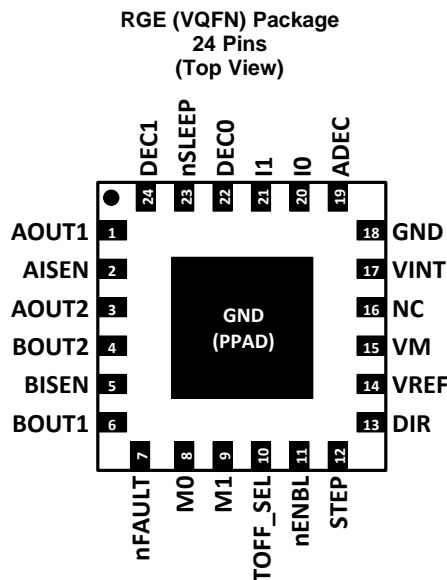 RGE (VQFN) Package
24 Pins
(Top View)
DEC1
nSLEEP
DEC0
I1
I0
ADEC
24
23
22
21
20
19
AOUT1 1
AISEN 2
AOUT2 3
BOUT2 4
BISEN 5
BOUT1 6
GND
(PPAD)
18 GND
17 VINT
16 NC
15 VM
14 VREF
13 DIR
7
8
9
10
11
12
nFAULT
M0
M1
TOFF_SEL
nENBL
STEP